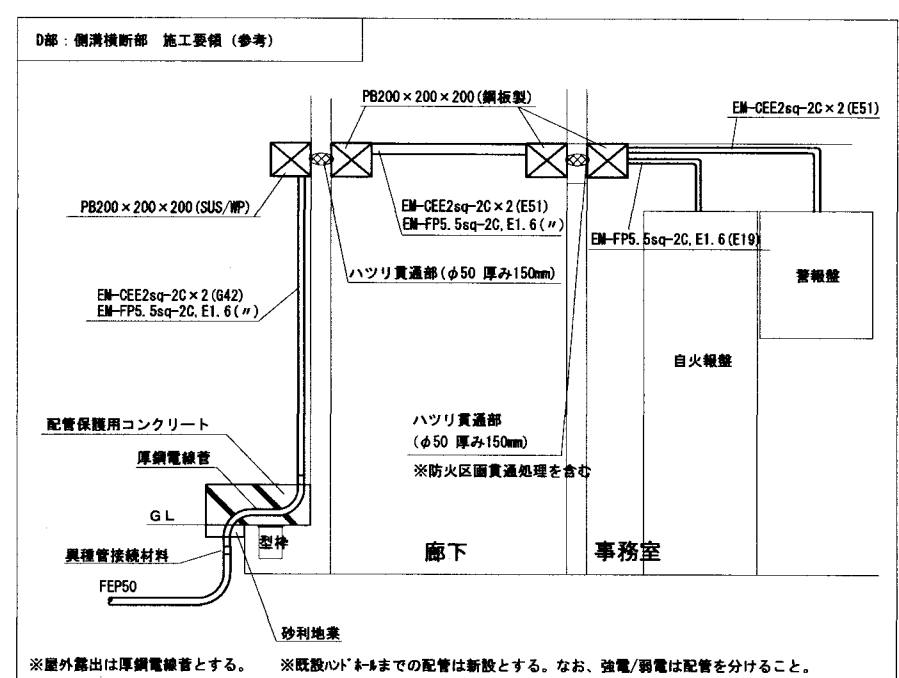 D部：側溝横断部 施工要領（参考）
PB200×200×200(鋼板製)
EM-CEE2sq-2C×2(E51)
PB200×200×200(SUS/WP)
EM-CEE2sq-2C×2(E51)
EM-FP5.5sq-2C,E1.6(〃)
EM-FP5.5sq-2C,E1.6(E19)
ハツリ貫通部(φ50 厚み150mm)
警報盤
EM-CEE2sq-2C×2(G42)
EM-FP5.5sq-2C,E1.6(〃)
自火報盤
配管保護用コンクリート
ハツリ貫通部
(φ50 厚み150mm)
※防火区画貫通処理を含む
厚鋼電線管
GL
型枠
廊下
事務室
異種管接続材料
FEP50
砂利地業
※屋外露出は厚鋼電線管とする。
※既設ﾊﾝﾄﾞﾎｰﾙまでの配管は新設とする。なお、強電/弱電は配管を分けること。